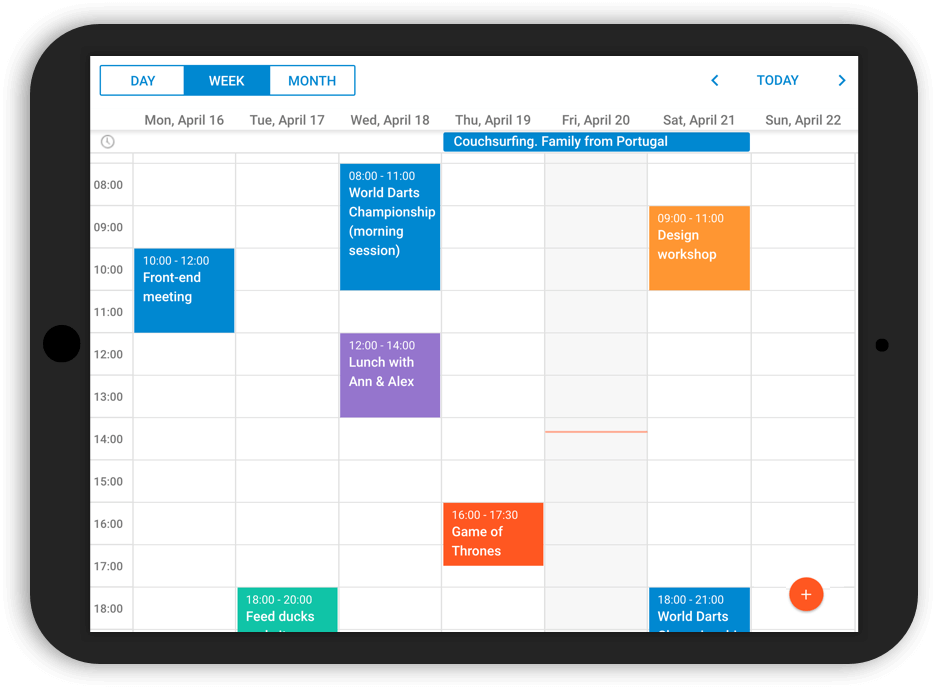 DAY WEEK MONTH TODAY
Mon, April 16 Tue, April 17 Wed, April 18 Thu, April 19 Fri, April 20 Sat, April 21 Sun, April 22
Couchsurfing. Family from Portugal
08:00
09:00
10:00
11:00
12:00
13:00
14:00
15:00
16:00
17:00
18:00
10:00 - 12:00
Front-end
meeting
18:00 - 20:00
Feed ducks
08:00 - 11:00
World Darts
Championship
(morning
session)
12:00 - 14:00
Lunch with
Ann & Alex
16:00 - 17:30
Game of
Thrones
09:00 - 11:00
Design
workshop
18:00 - 21:00
World Darts
+